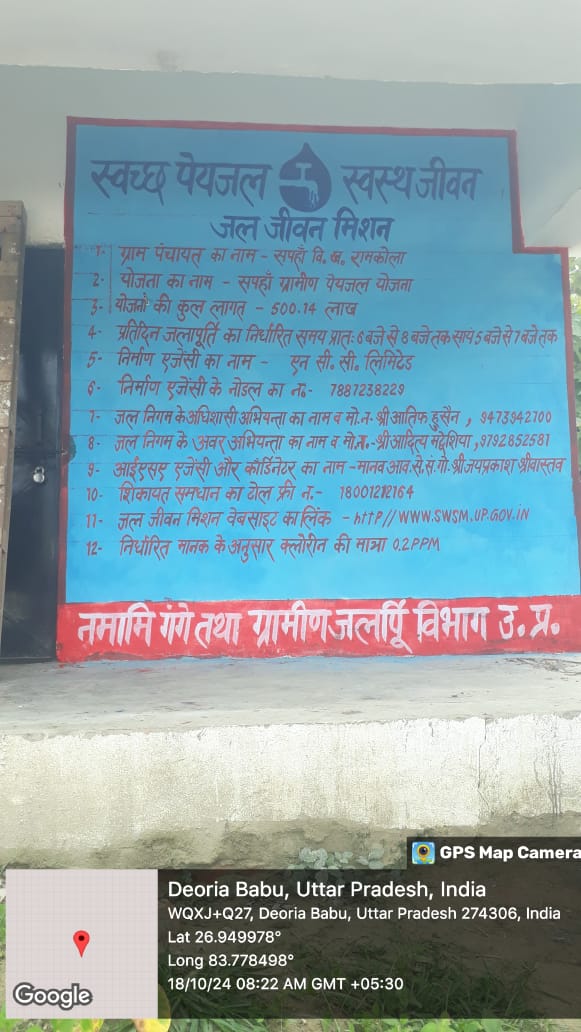 स्वच्छ पेयजल स्वस्थ जीवन
जल जीवन मिशन
1- ग्राम पंचायत का नाम - सपहाँ वि. ख. रामकोला
2- योजना का नाम - सपहाँ ग्रामीण पेयजल योजना
3- योजना की कुल लागत - 500.14 लाख
4- प्रतिदिन जलापूर्ति का निर्धारित समय प्रातः 6 बजे से 8 बजे तक सायं 5 बजे से 7 बजे तक
5- निर्माण एजेंसी का नाम - एन सी. सी. लिमिटेड
6- निर्माण एजेंसी के नोडल का न॰- 7887238229
7- जल निगम के अधिशासी अभियन्ता का नाम व मो.न- श्री आतिफ हुसैन , 9473942700
8- जल निगम के अवर अभियन्ता का नाम व मो.न.- श्री आदित्य मद्देशिया, 9792852581
9- आईएसए एजेंसी और कोर्डिनेटर का नाम - मानव आव. से. सं. गो. श्री जयप्रकाश श्रीवास्तव
10- शिकायत समधान का टोल फ्री न.- 18001212164
11- जल जीवन मिशन वेबसाइट का लिंक - http//WWW.SWSM.UP.GOV.IN
12- निर्धारित मानक के अनुसार क्लोरीन की मात्रा 0.2PPM
नमामि गंगे तथा ग्रामीण जलर्पूि विभाग उ. प्र.
GPS Map Camera
Deoria Babu, Uttar Pradesh, India
WQXJ+Q27, Deoria Babu, Uttar Pradesh 274306, India
Lat 26.949978°
Long 83.778498°
18/10/24 08:22 AM GMT +05:30
Google